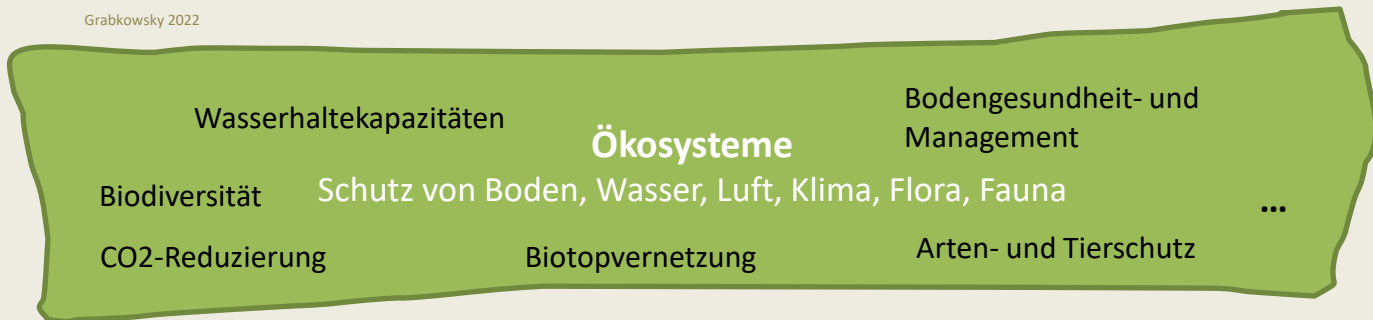 Grabkowsky 2022
Wasserhaltekapazitäten
Bodengesundheit- und
Management
Ökosysteme
Biodiversität
Schutz von Boden, Wasser, Luft, Klima, Flora, Fauna
...
CO2-Reduzierung
Biotopvernetzung
Arten- und Tierschutz